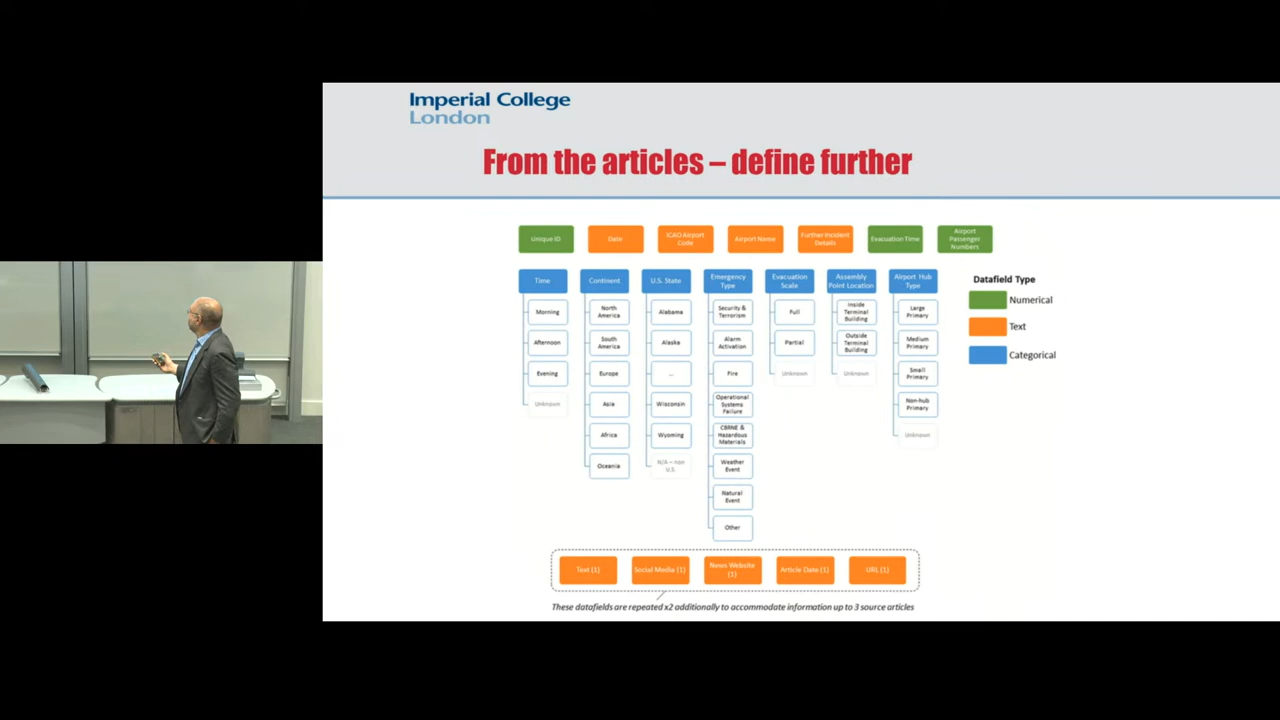 Imperial College
London
From the articles – define further
Unique ID
Date
ICAO Airport
Code
Airport Name
Further Incident
Details
Evacuation Time
Airport
Passenger
Numbers
Time
Morning
Afternoon
Evening
Unknown
Continent
North
America
South
America
Europe
Asia
Africa
Oceania
U.S. State
Alabama
Alaska
...
Wisconsin
Wyoming
N/A – non
U.S.
Emergency
Type
Security &
Terrorism
Alarm
Activation
Fire
Operational
Systems
Failure
CBRNE &
Hazardous
Materials
Weather
Event
Natural
Event
Other
Evacuation
Scale
Full
Partial
Unknown
Assembly
Point Location
Inside
Terminal
Building
Outside
Terminal
Building
Unknown
Airport Hub
Type
Large
Primary
Medium
Primary
Small
Primary
Non-hub
Primary
Unknown
Datafield Type
Numerical
Text
Categorical
Text (1)
Social Media (1)
News Website
(1)
Article Date (1)
URL (1)
These datafields are repeated x2 additionally to accommodate information up to 3 source articles